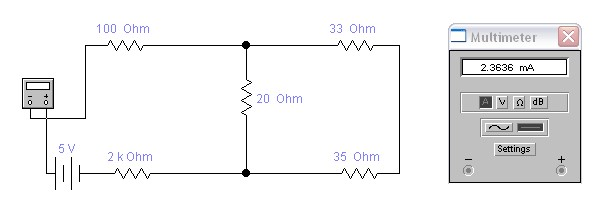 100 Ohm
33 Ohm
20 Ohm
5 V
2 k Ohm
35 Ohm
Multimeter
2.3636 mA
A V Ω dB
Settings
- +